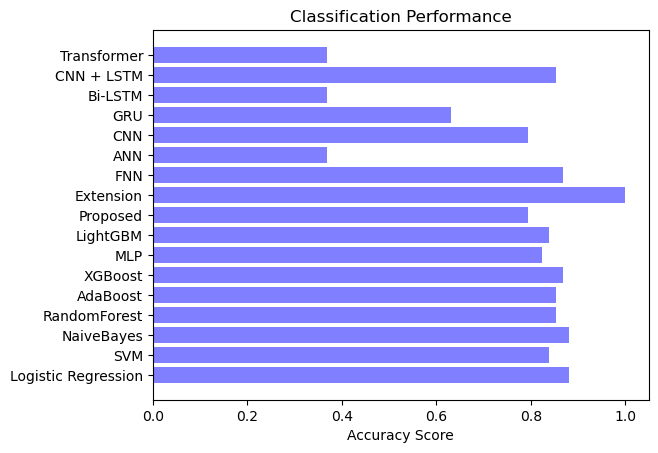 Classification Performance
Transformer
CNN + LSTM
Bi-LSTM
GRU
CNN
ANN
FNN
Extension
Proposed
LightGBM
MLP
XGBoost
AdaBoost
RandomForest
NaiveBayes
SVM
Logistic Regression
0.0 0.2 0.4 0.6 0.8 1.0
Accuracy Score